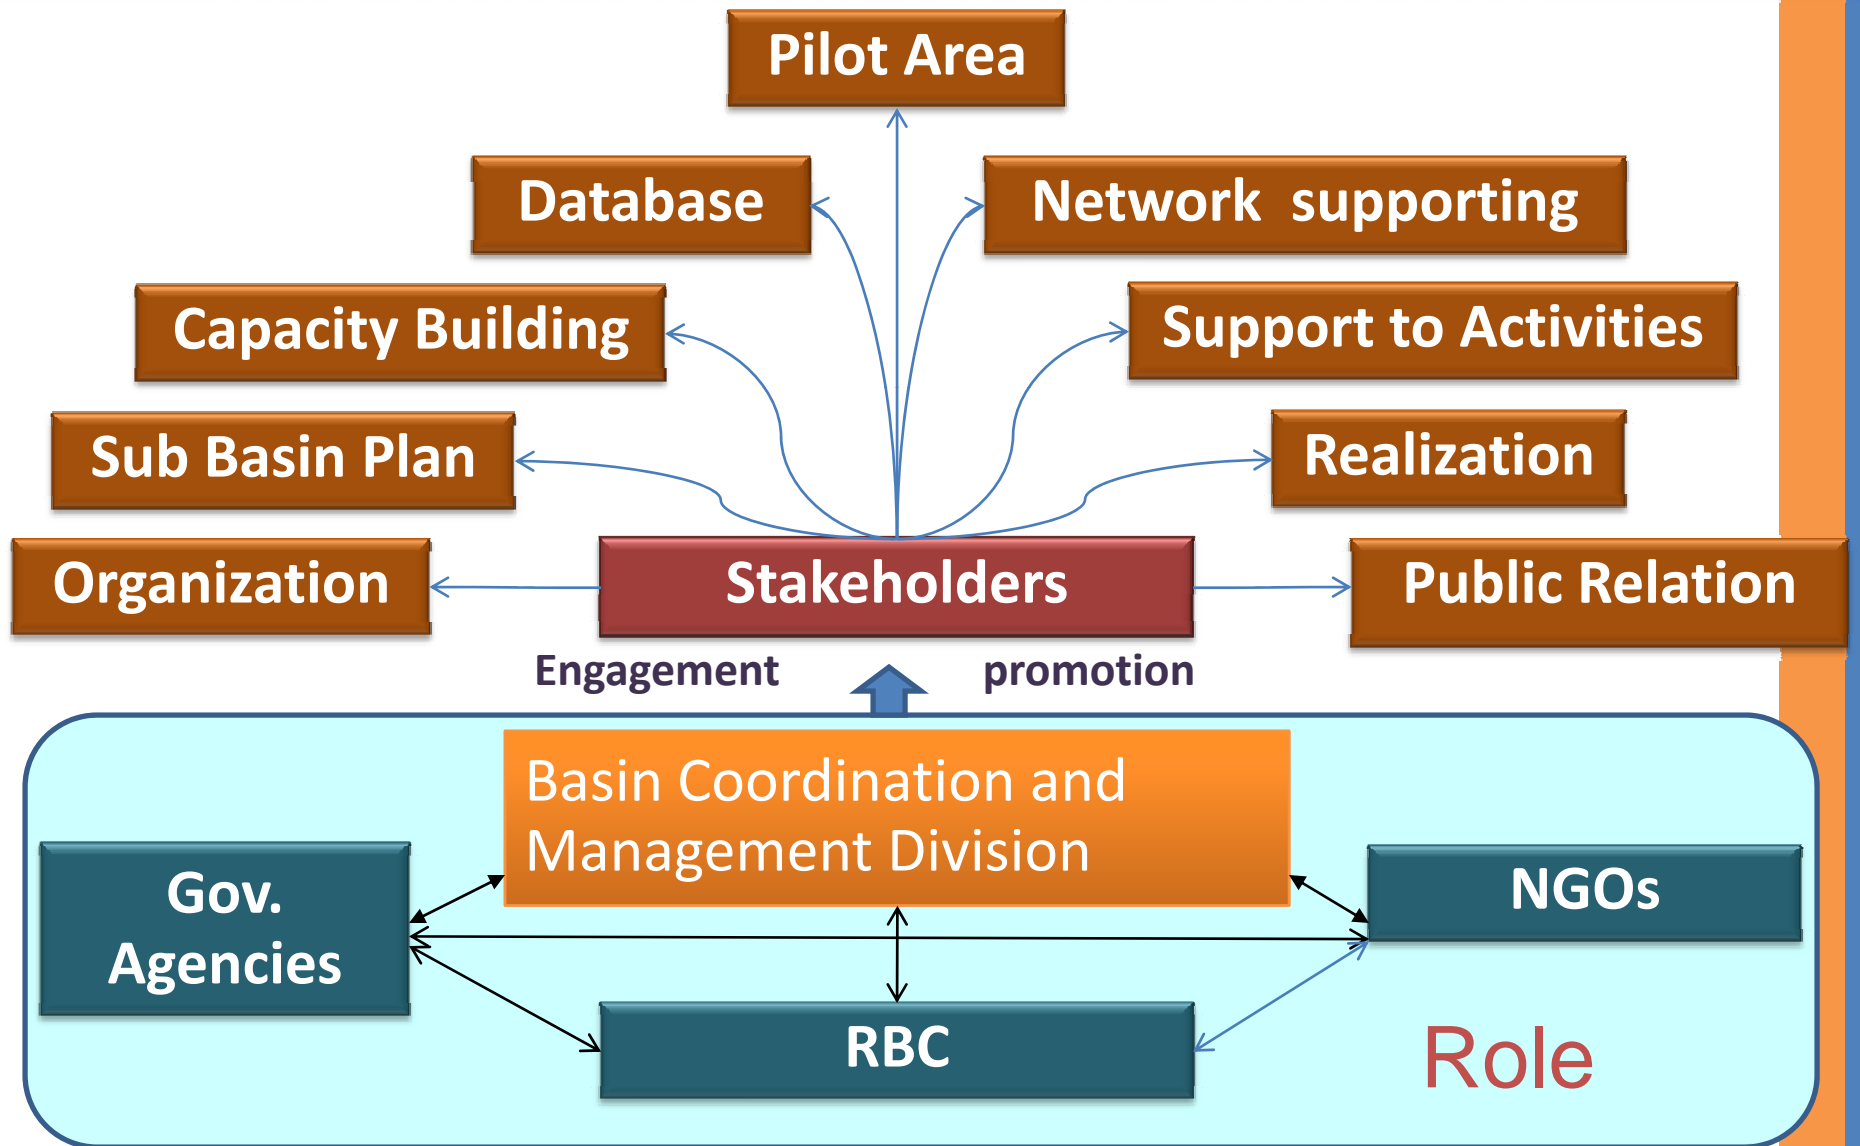 Pilot Area
Database
Network supporting
Capacity Building
Support to Activities
Sub Basin Plan
Realization
Organization
Stakeholders
Public Relation
Engagement promotion
Basin Coordination and
Management Division
Gov.
Agencies
NGOs
RBC
Role